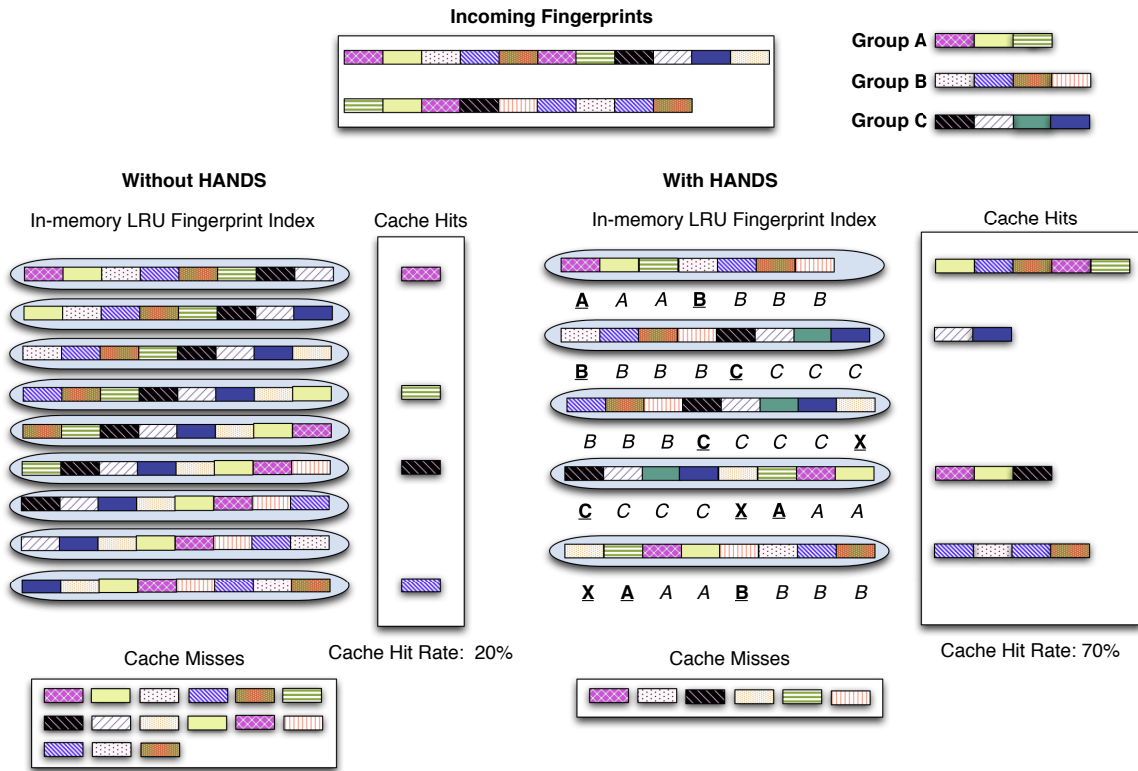 Incoming Fingerprints
Group A
Group B
Group C
Without HANDS
In-memory LRU Fingerprint Index
Cache Hits
Cache Hit Rate: 20%
Cache Misses
With HANDS
In-memory LRU Fingerprint Index
Cache Hits
A A A B B B B
B B B B C C C C
B B B C C C C X
C C C C X A A A
X A A A B B B B
Cache Hit Rate: 70%
Cache Misses